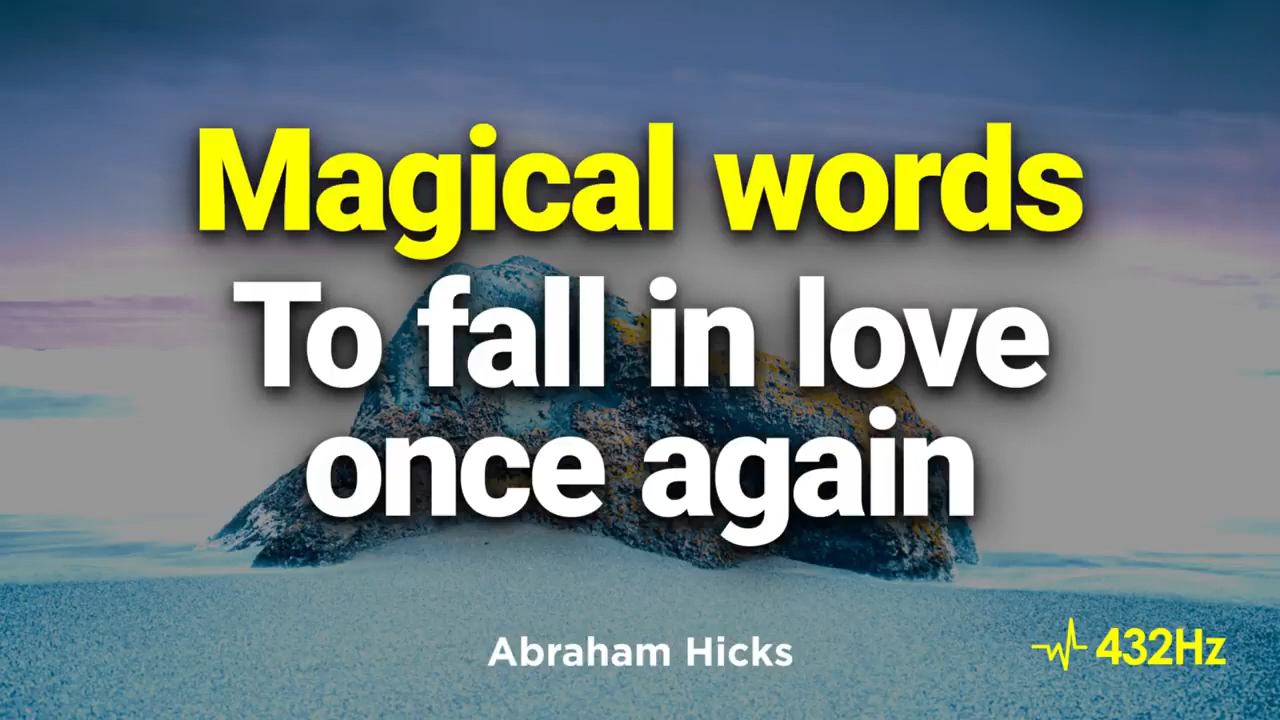 Magical words
To fall in love
once again
Abraham Hicks
432Hz